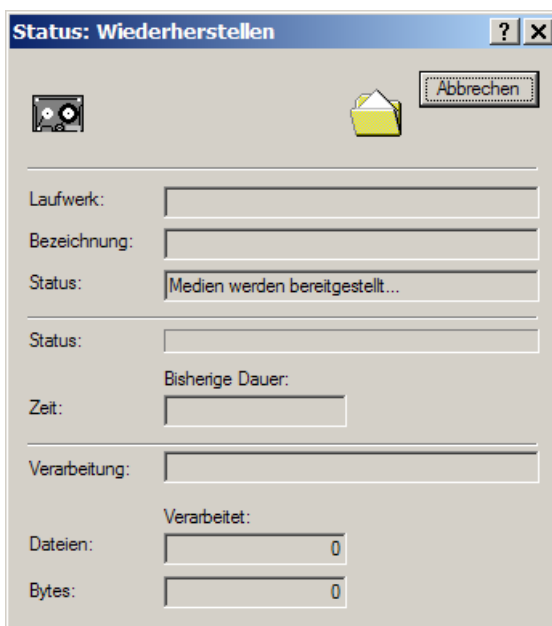 Status: Wiederherstellen
Abbrechen
Laufwerk:
Bezeichnung:
Status: Medien werden bereitgestellt...
Status:
Bisherige Dauer:
Zeit:
Verarbeitung:
Verarbeitet:
Dateien: 0
Bytes: 0